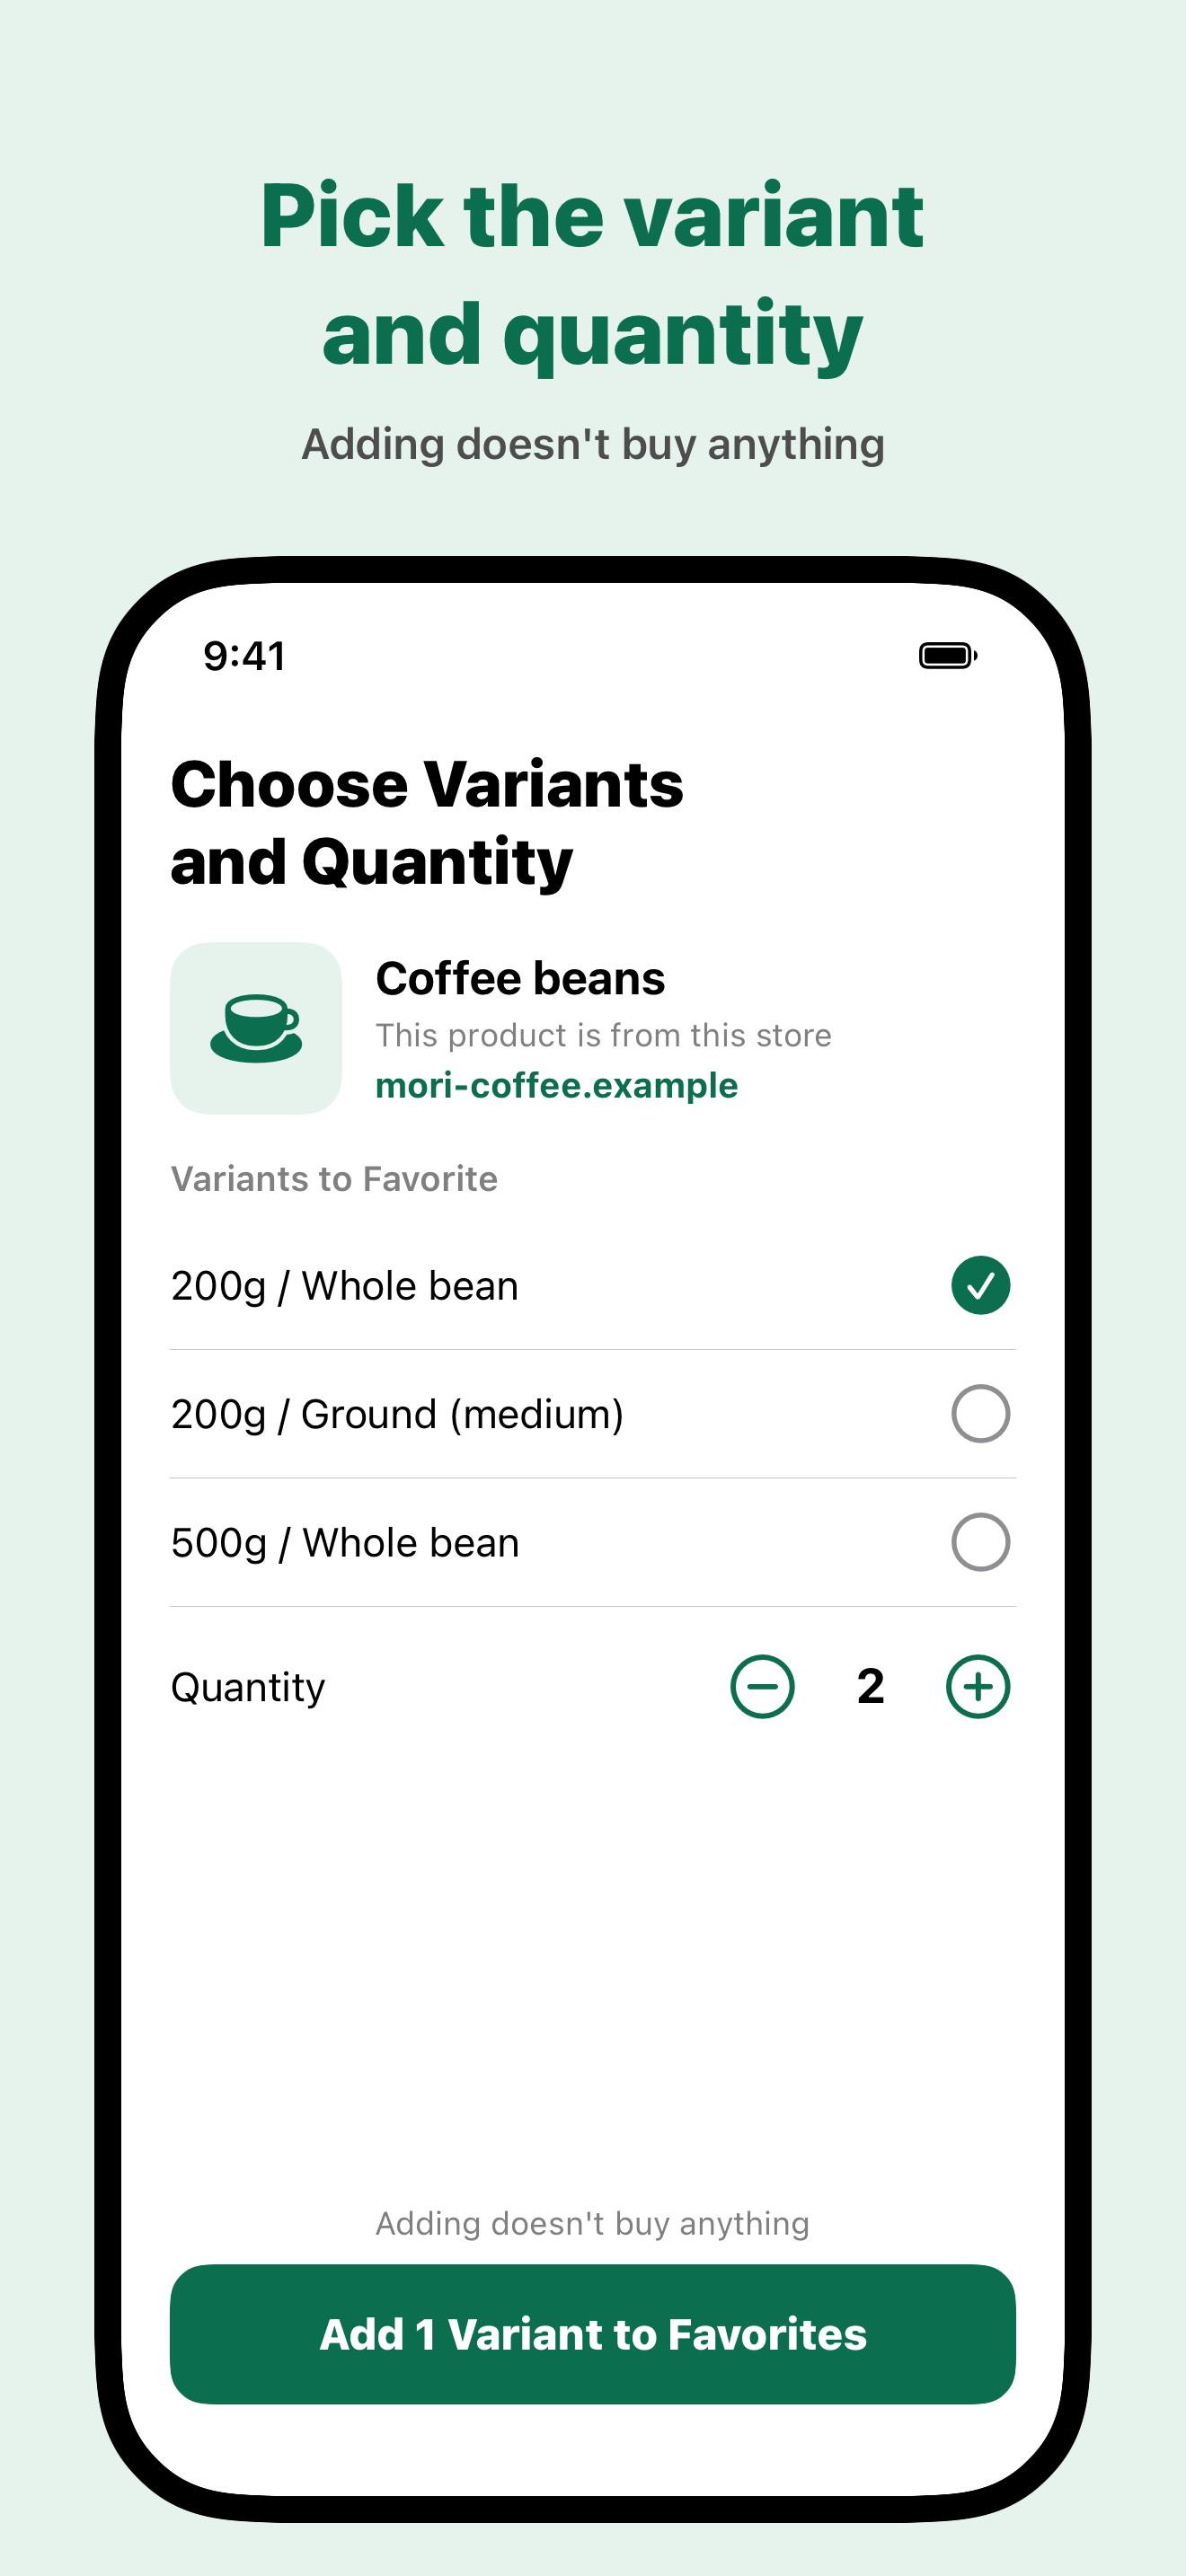 Pick the variant
and quantity
Adding doesn't buy anything
9:41
Choose Variants
and Quantity
Coffee beans
This product is from this store
mori-coffee.example
Variants to Favorite
200g / Whole bean
200g / Ground (medium)
500g / Whole bean
Quantity 2
Adding doesn't buy anything
Add 1 Variant to Favorites